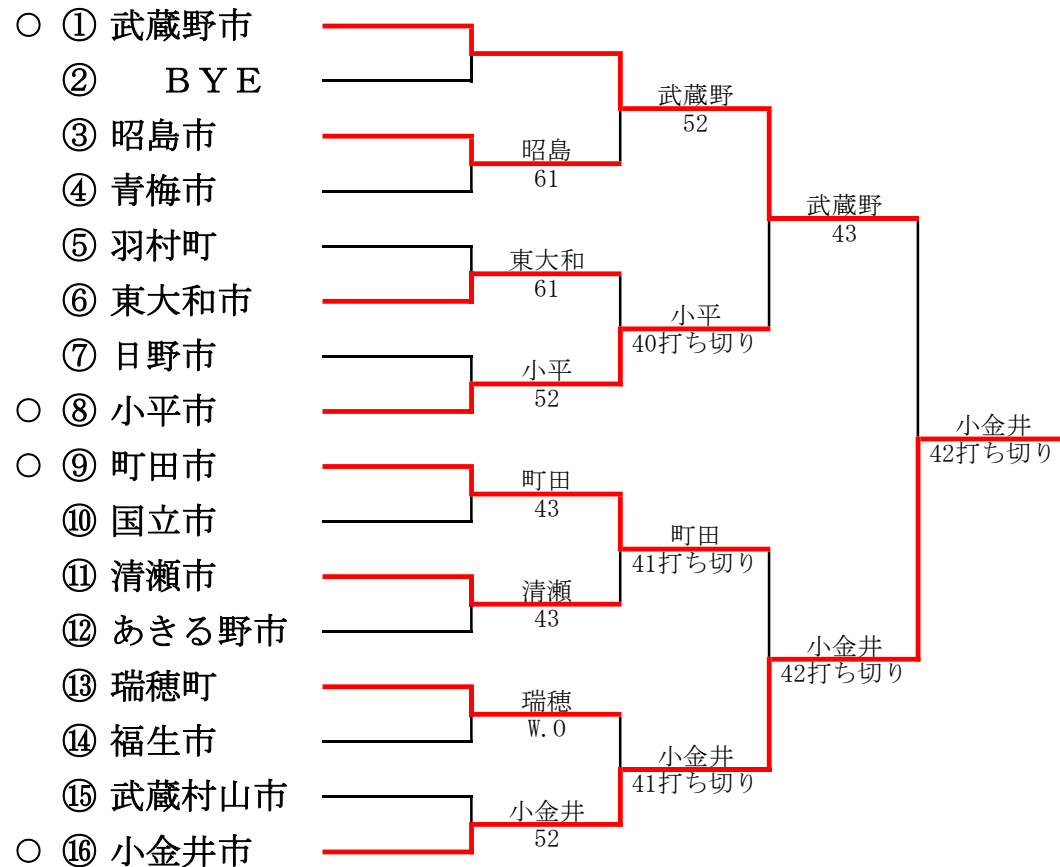 ○ ① 武蔵野市
② ＢＹＥ
③ 昭島市
④ 青梅市
⑤ 羽村町
⑥ 東大和市
⑦ 日野市
○ ⑧ 小平市
○ ⑨ 町田市
⑩ 国立市
⑪ 清瀬市
⑫ あきる野市
⑬ 瑞穂町
⑭ 福生市
⑮ 武蔵村山市
○ ⑯ 小金井市
昭島
61
東大和
61
小平
52
町田
43
清瀬
43
瑞穂
W.O
小金井
52
武蔵野
52
小平
40打ち切り
町田
41打ち切り
小金井
41打ち切り
武蔵野
43
小金井
42打ち切り
小金井
42打ち切り